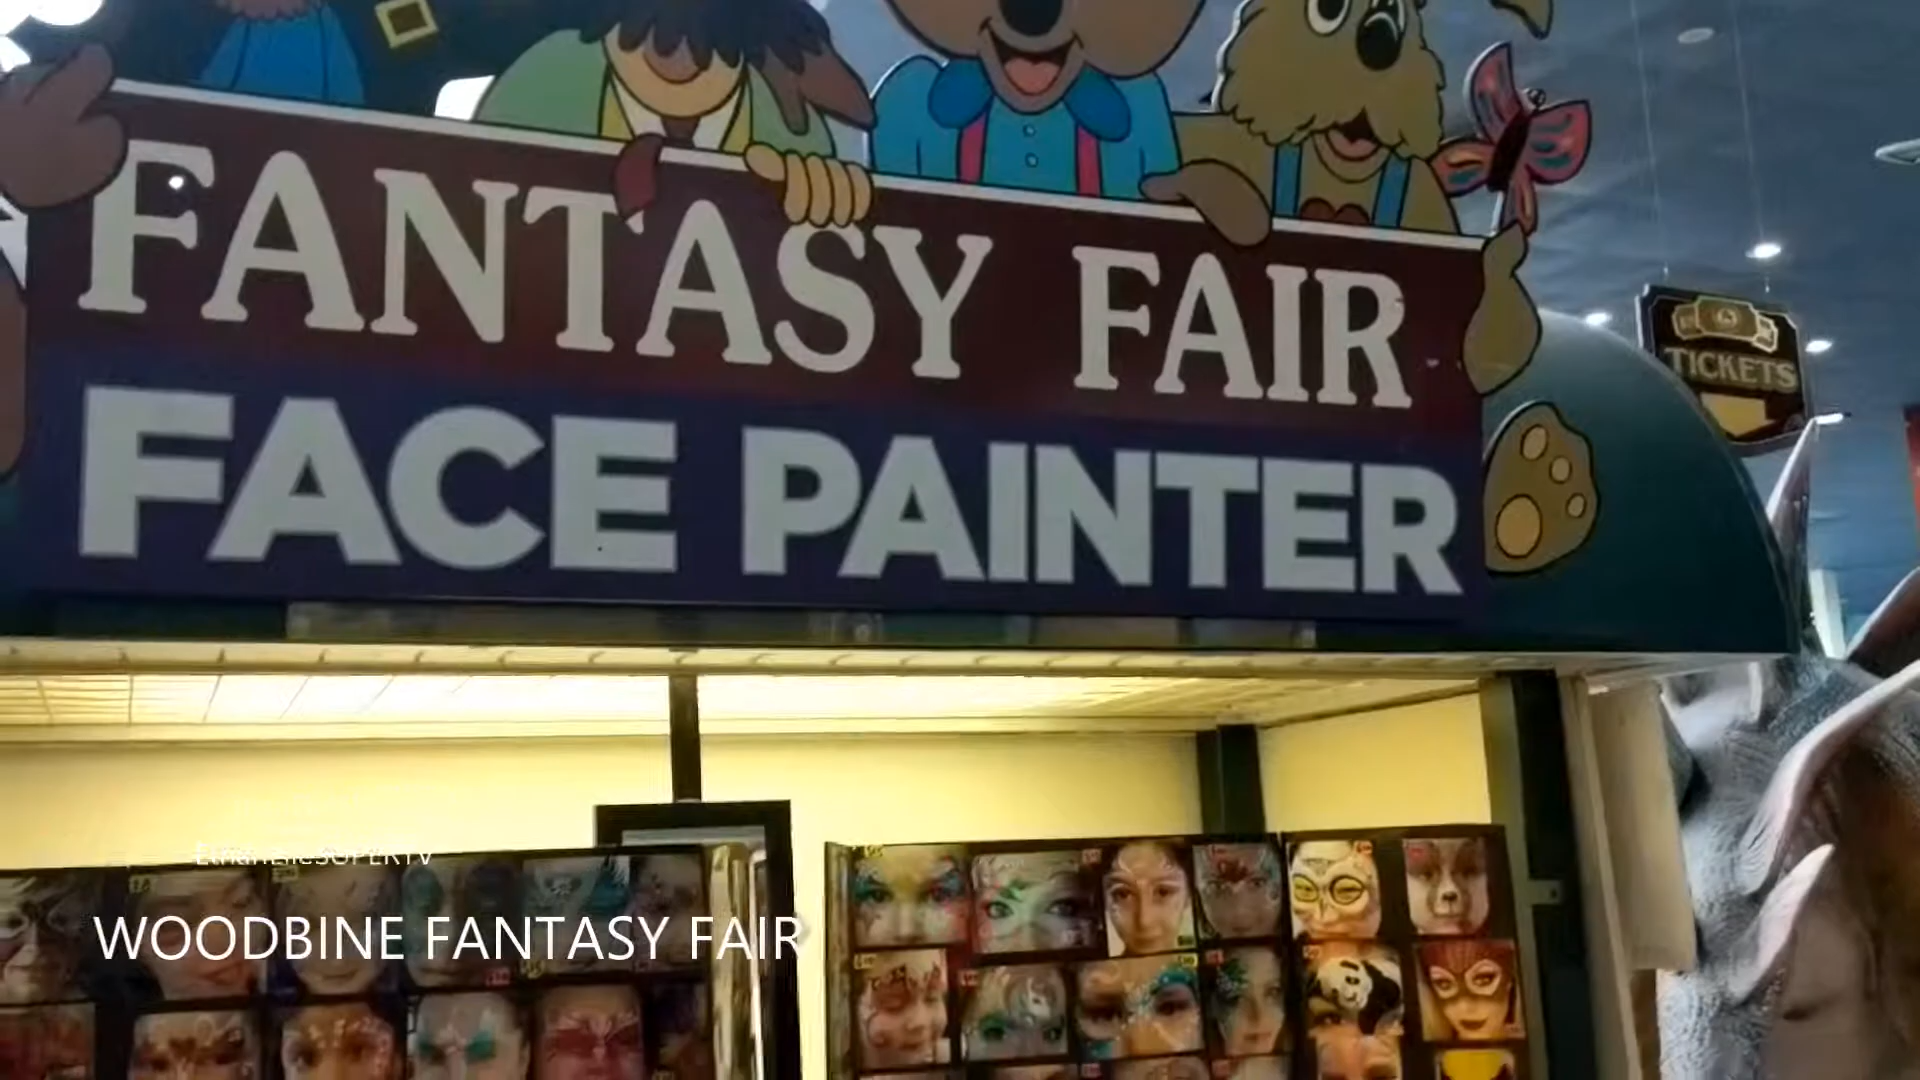 FANTASY FAIR
FACE PAINTER
TICKETS
WOODBINE FANTASY FAIR